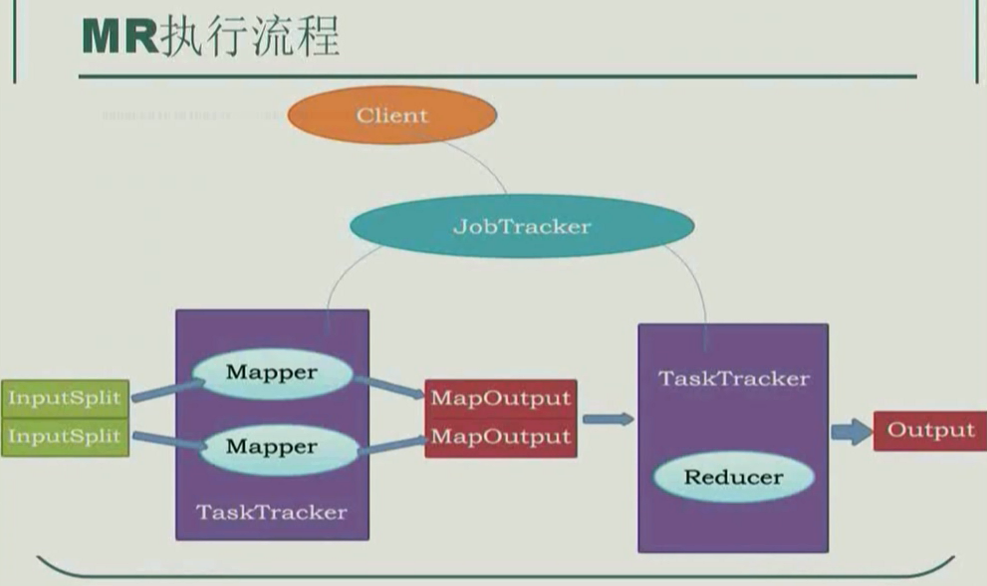 MR执行流程
Client
JobTracker
InputSplit
InputSplit
Mapper
Mapper
TaskTracker
MapOutput
MapOutput
TaskTracker
Reducer
Output